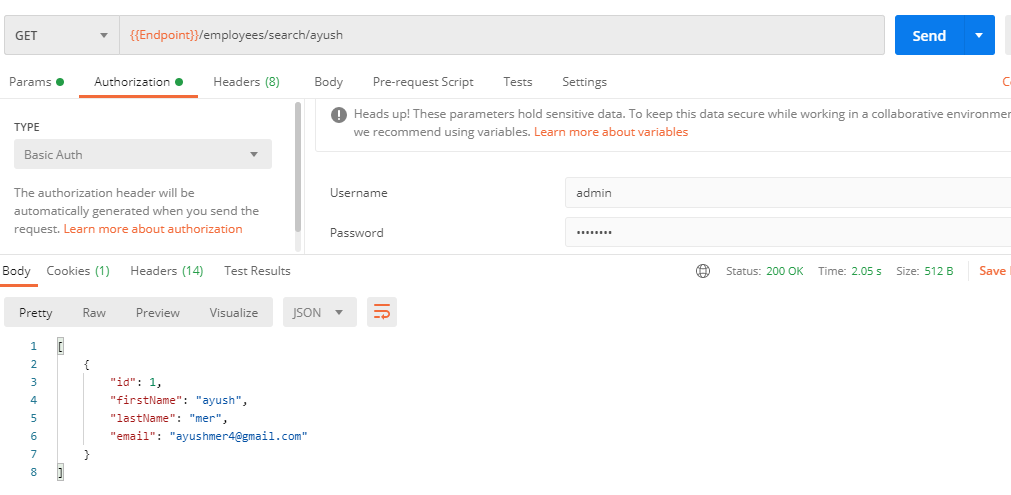 GET {{Endpoint}}/employees/search/ayush Send
Params Authorization Headers (8) Body Pre-request Script Tests Settings
TYPE
Basic Auth
The authorization header will be
automatically generated when you send the
request. Learn more about authorization
Heads up! These parameters hold sensitive data. To keep this data secure while working in a collaborative environmen
we recommend using variables. Learn more about variables
Username admin
Password ••••••••
Body Cookies (1) Headers (14) Test Results Status: 200 OK Time: 2.05 s Size: 512 B Save
Pretty Raw Preview Visualize JSON
1 [
2 {
3 "id": 1,
4 "firstName": "ayush",
5 "lastName": "mer",
6 "email": "ayushmer4@gmail.com"
7 }
8 ]